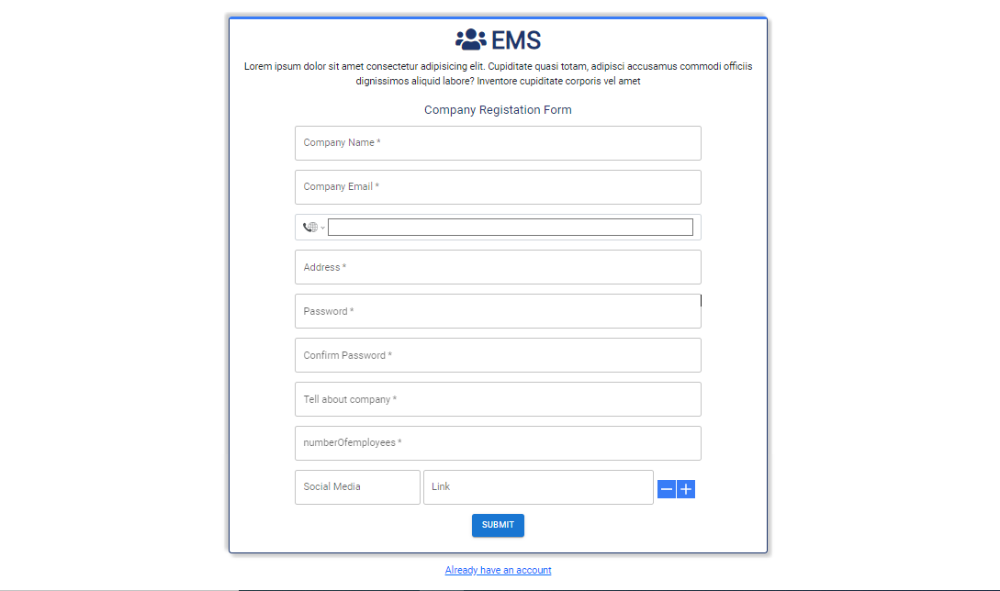 EMS
Lorem ipsum dolor sit amet consectetur adipisicing elit. Cupiditate quasi totam, adipisci accusamus commodi officiis
dignissimos aliquid labore? Inventore cupiditate corporis vel amet
Company Registation Form
Company Name *
Company Email *
Address *
Password *
Confirm Password *
Tell about company *
numberOfemployees *
Social Media Link
SUBMIT
Already have an account